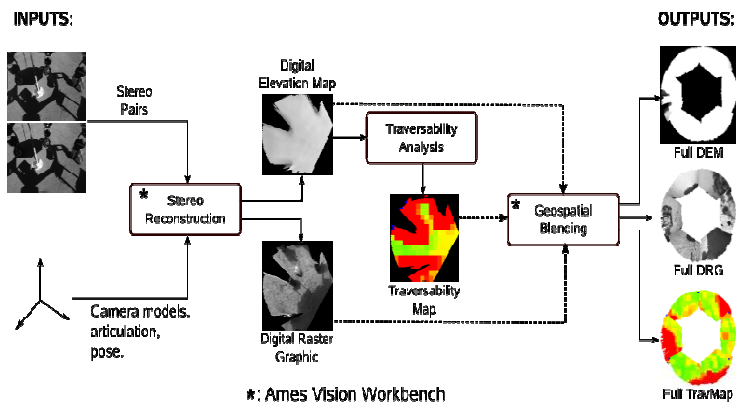 INPUTS:
OUTPUTS:
Stereo
Pairs
Digital
Elevation Map
Traversability
Analysis
Full DEM
* Stereo
Reconstruction
* Geospatial
Blencing
Full DRG
Traversability
Map
Camera models.
articulation,
pose.
Digital Raster
Graphic
Full TravMap
*: Ames Vision Workbench